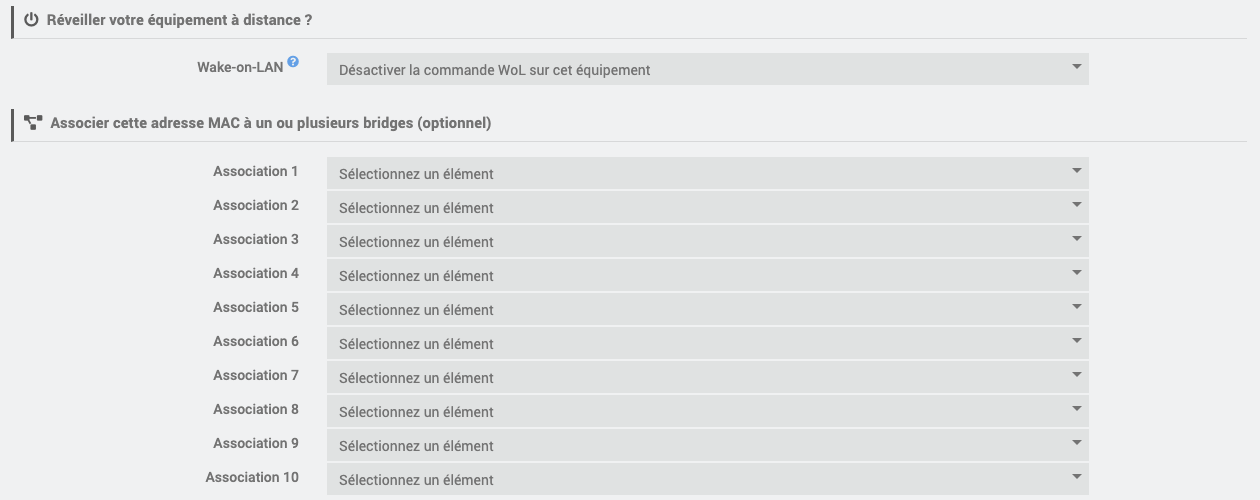 Réveiller votre équipement à distance ?
Wake-on-LAN ?
Désactiver la commande WoL sur cet équipement
Associer cette adresse MAC à un ou plusieurs bridges (optionnel)
Association 1 Sélectionnez un élément
Association 2 Sélectionnez un élément
Association 3 Sélectionnez un élément
Association 4 Sélectionnez un élément
Association 5 Sélectionnez un élément
Association 6 Sélectionnez un élément
Association 7 Sélectionnez un élément
Association 8 Sélectionnez un élément
Association 9 Sélectionnez un élément
Association 10 Sélectionnez un élément